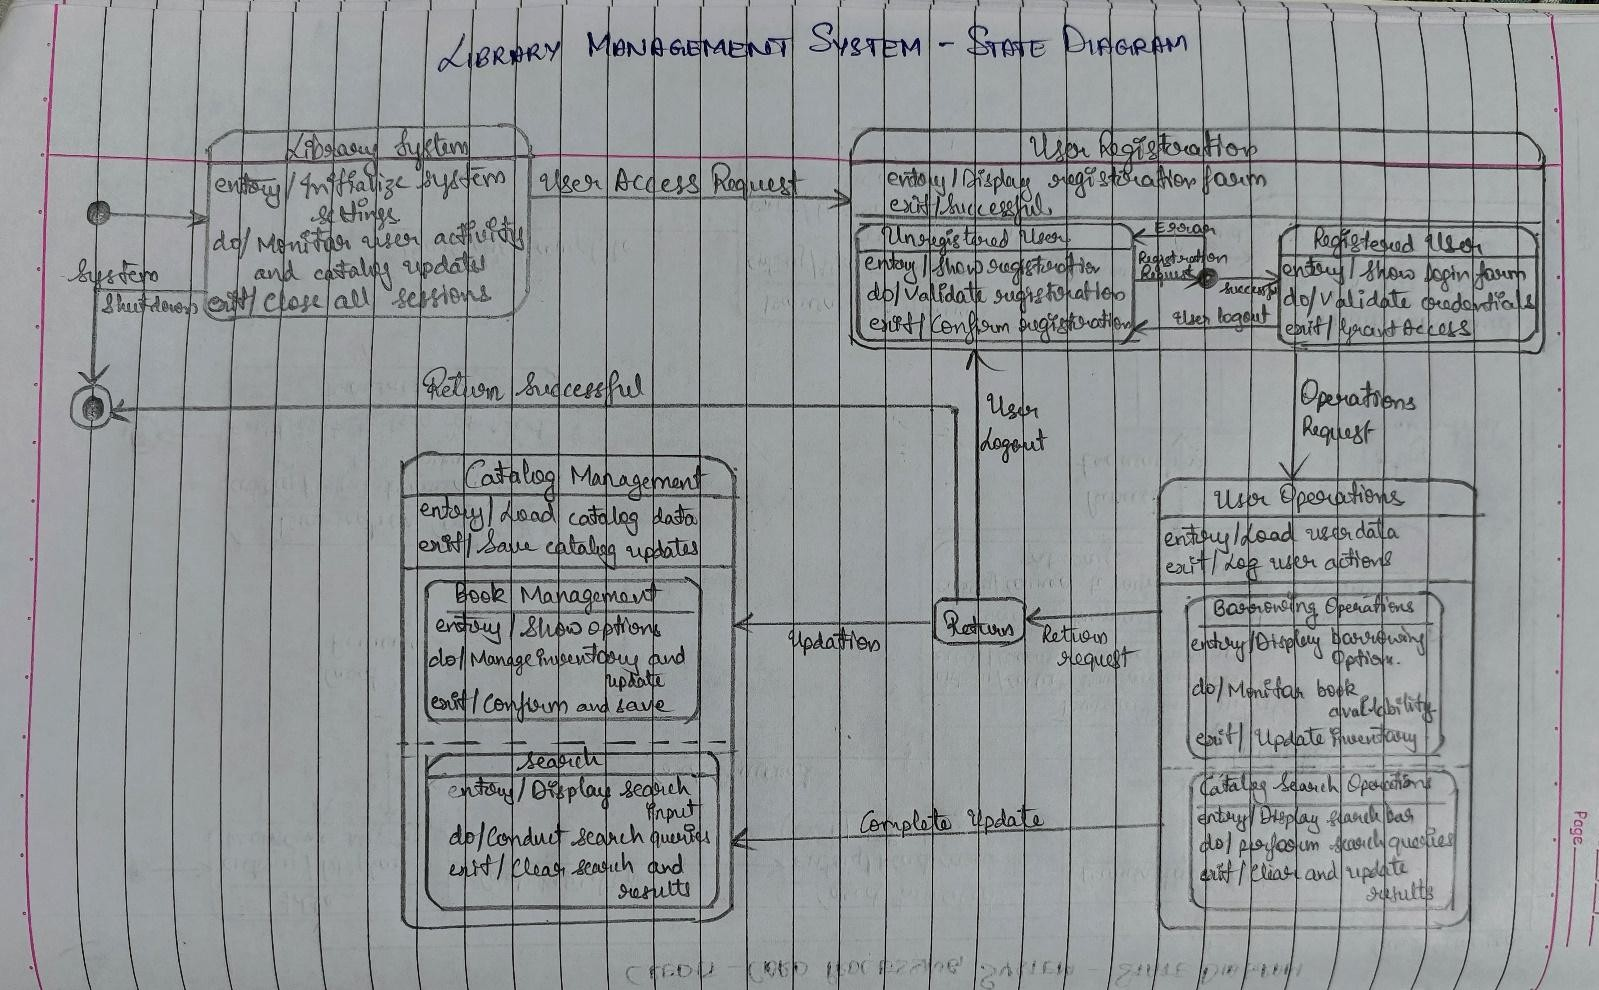 LIBRARY MANAGEMENT SYSTEM - STATE DIAGRAM
Library System
entry/Initialize system
settings
do/Monitor user activity
and catalog updates
exit/Close all sessions
System
Shutdown
User Access Request
User Registration
entry/Display registration form
exit/Successful
Unregistered User
entry/Show registration
do/Validate registration
exit/Confirm registration
Error
Registration
Request
Success
User logout
Registered User
entry/Show login form
do/Validate credentials
exit/Grant Access
Return Successful
User
Logout
Operations
Request
Catalog Management
entry/Load catalog data
exit/Save catalog updates
Book Management
entry/Show options
do/Manage inventory and
update
exit/Confirm and save
Search
entry/Display search
input
do/Conduct search queries
exit/Clear search and
results
Updation
Return
Return
request
Complete Update
User Operations
entry/Load user data
exit/Log user actions
Borrowing Operations
entry/Display borrowing
option.
do/Monitor book
availability
exit/Update inventory
Catalog Search Operations
entry/Display search bar
do/perform search queries
exit/Clear and update
results
Page